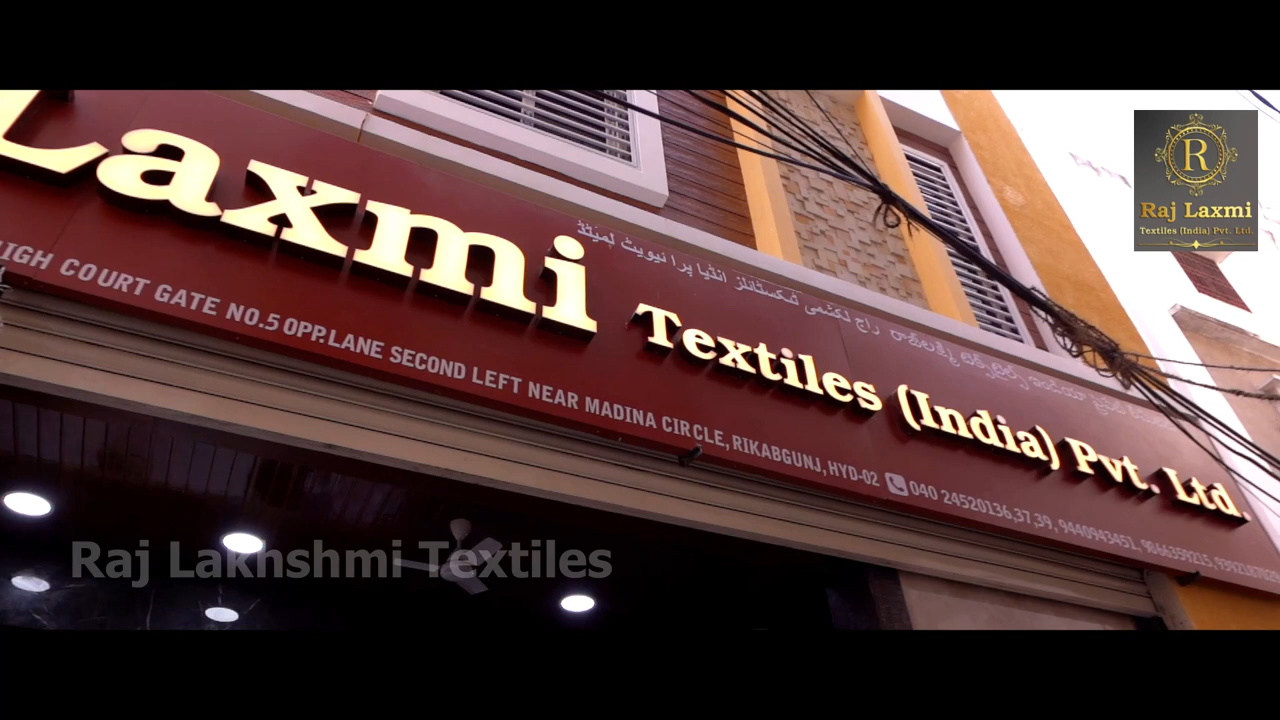 Laxmi Textiles (India) Pvt. Ltd.
راج لکشمی ٹیکسٹائلز انڈیا پرائیویٹ لمیٹڈ
HIGH COURT GATE NO.5 OPP.LANE SECOND LEFT NEAR MADINA CIRCLE, RIKABGUNJ, HYD-02 040 24520136,37,39, 9440943451, 9866359215,
R
Raj Laxmi
Textiles (India) Pvt. Ltd.
Raj Lakhshmi Textiles